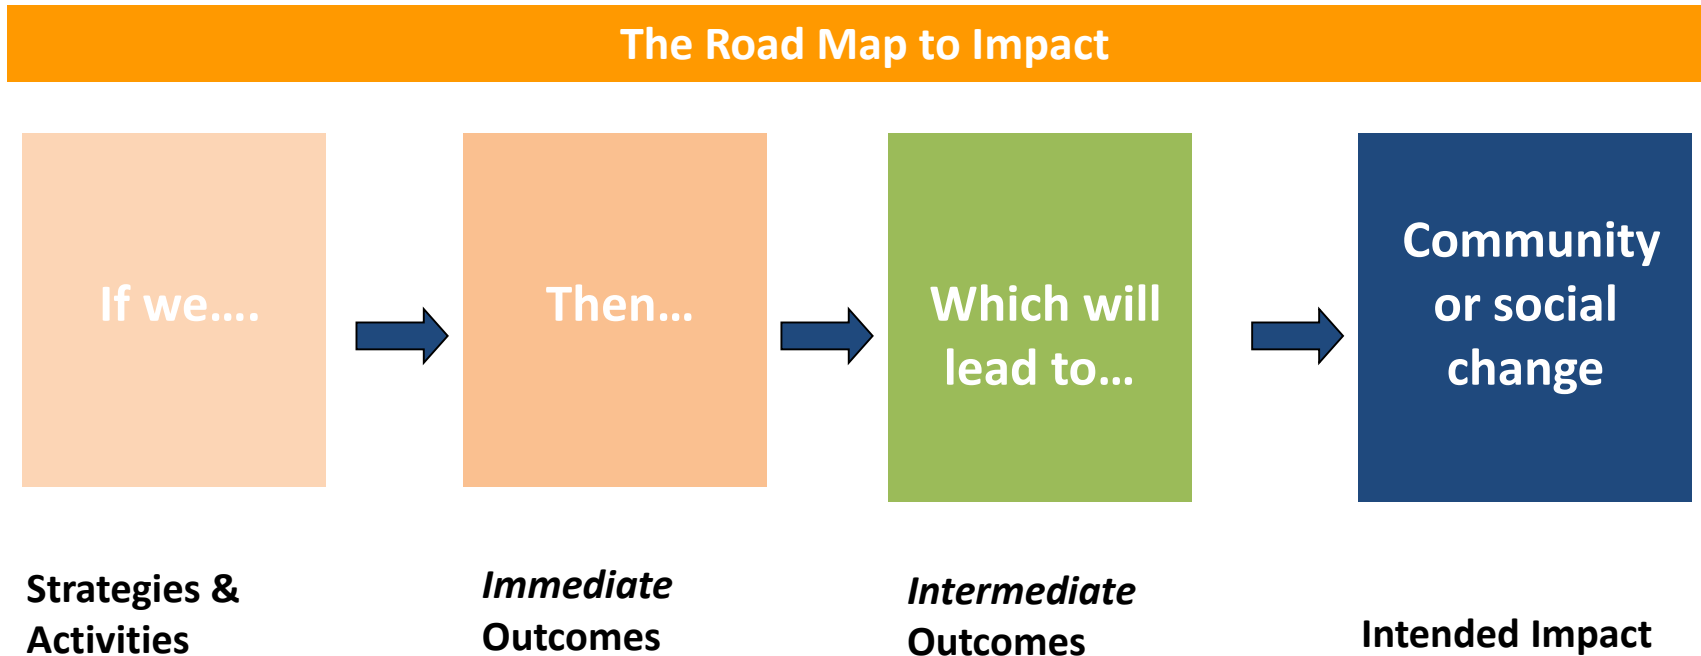 The Road Map to Impact
If we....
Then...
Which will
lead to...
Community
or social
change
Strategies &
Activities
Immediate
Outcomes
Intermediate
Outcomes
Intended Impact